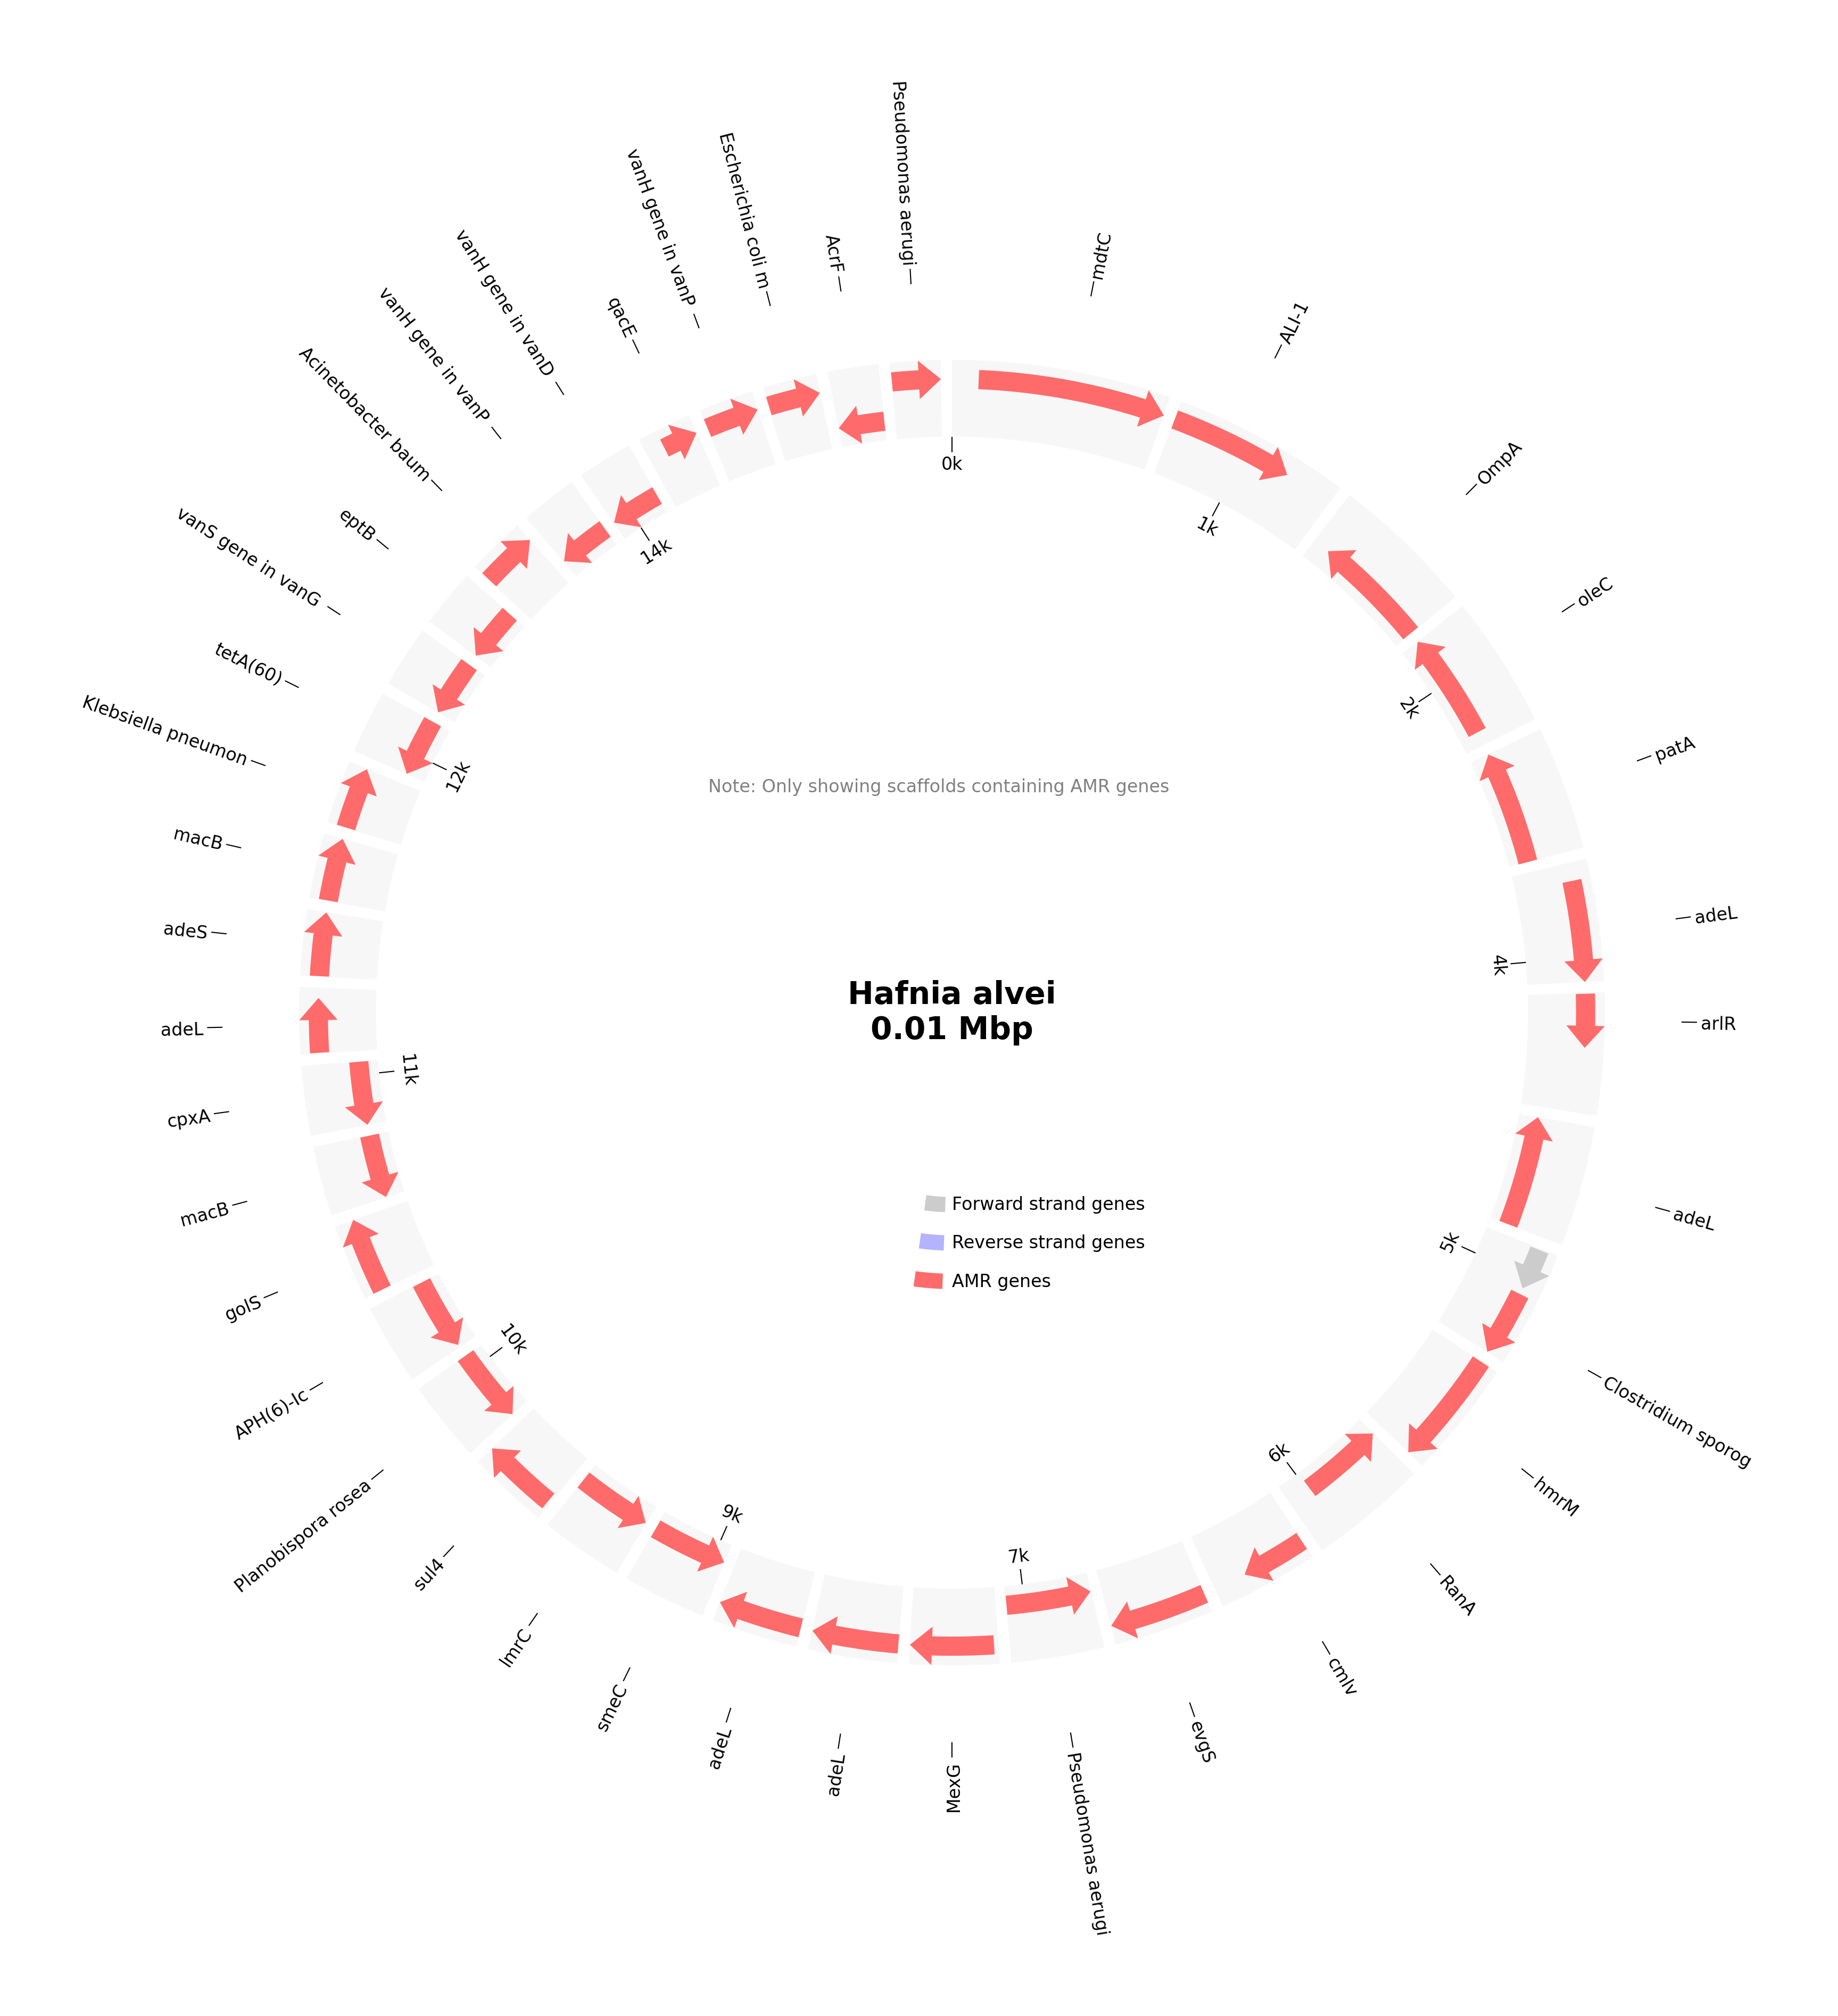 Pseudomonas aerugi
mdtC
ALI-1
OmpA
oleC
patA
adeL
arlR
adeL
Clostridium sporog
hmrM
RanA
cmlv
evgS
Pseudomonas aerugi
MexG
adeL
adeL
smeC
lmrC
sul4
Planobispora rosea
APH(6)-Ic
golS
macB
cpxA
adeL
adeS
macB
Klebsiella pneumon
tetA(60)
vanS gene in vanG
eptB
Acinetobacter baum
vanH gene in vanP
vanH gene in vanD
qacE
vanH gene in vanP
Escherichia coli m
AcrF
0k
1k
2k
4k
5k
6k
7k
9k
10k
11k
12k
14k
Note: Only showing scaffolds containing AMR genes
Hafnia alvei
0.01 Mbp
Forward strand genes
Reverse strand genes
AMR genes